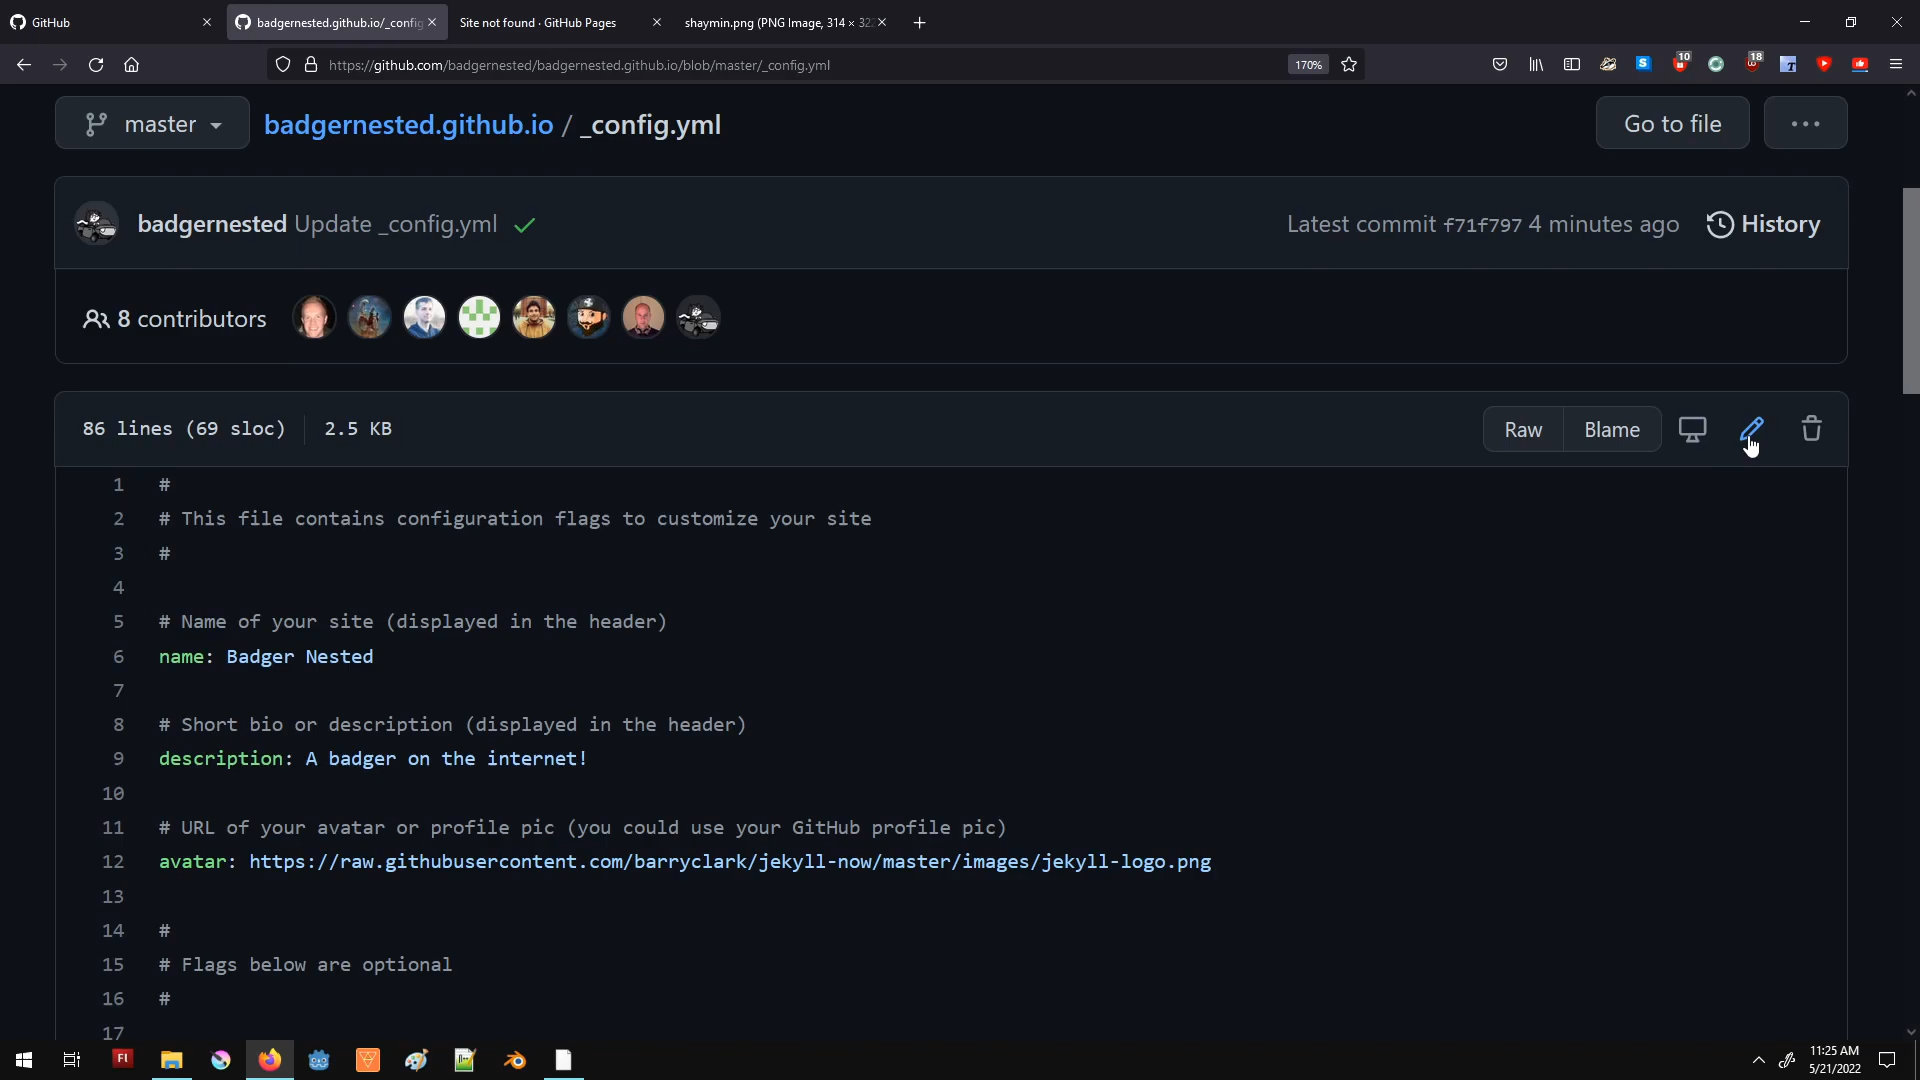 GitHub
badgernested.github.io/_config
Site not found · GitHub Pages
shaymin.png (PNG Image, 314 × 32
https://github.com/badgernested/badgernested.github.io/blob/master/_config.yml
170%
10
18
master
badgernested.github.io / _config.yml
Go to file
badgernested Update _config.yml
Latest commit f71f797 4 minutes ago
History
8 contributors
86 lines (69 sloc)
2.5 KB
Raw
Blame
1 #
2 # This file contains configuration flags to customize your site
3 #
4
5 # Name of your site (displayed in the header)
6 name: Badger Nested
7
8 # Short bio or description (displayed in the header)
9 description: A badger on the internet!
10
11 # URL of your avatar or profile pic (you could use your GitHub profile pic)
12 avatar: https://raw.githubusercontent.com/barryclark/jekyll-now/master/images/jekyll-logo.png
13
14 #
15 # Flags below are optional
16 #
17
Fl
11:25 AM
5/21/2022